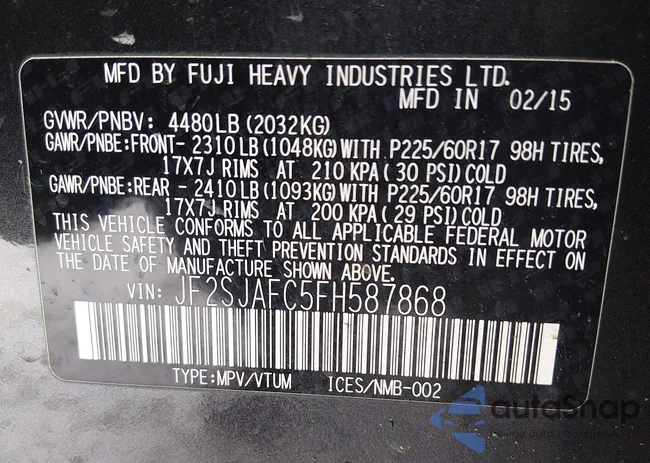 MFD BY FUJI HEAVY INDUSTRIES LTD.
MFD IN 02/15
GVWR/PNBV: 4480LB (2032KG)
GAWR/PNBE:FRONT- 2310LB (1048KG) WITH P225/60R17 98H TIRES,
17X7J RIMS AT 210 KPA (30 PSI) COLD
GAWR/PNBE:REAR - 2410LB (1093KG) WITH P225/60R17 98H TIRES,
17X7J RIMS AT 200 KPA (29 PSI) COLD
THIS VEHICLE CONFORMS TO ALL APPLICABLE FEDERAL MOTOR
VEHICLE SAFETY AND THEFT PREVENTION STANDARDS IN EFFECT ON
THE DATE OF MANUFACTURE SHOWN ABOVE.
VIN: JF2SJAFC5FH587868
TYPE:MPV/VTUM ICES/NMB-002
autoSnap